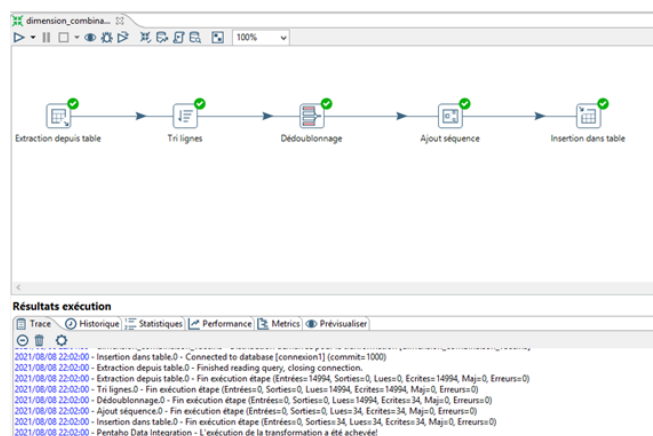 dimension_combina...
100%
Extraction depuis table
Tri lignes
Dédoublonnage
Ajout séquence
Insertion dans table
Résultats exécution
Trace Historique Statistiques Performance Metrics Prévisualiser
2021/08/08 22:02:00 - Insertion dans table.0 - Connected to database [connexion1] (commit=1000)
2021/08/08 22:02:00 - Extraction depuis table.0 - Finished reading query, closing connection.
2021/08/08 22:02:00 - Extraction depuis table.0 - Fin exécution étape (Entrées=14994, Sorties=0, Lues=0, Ecrites=14994, Maj=0, Erreurs=0)
2021/08/08 22:02:00 - Tri lignes.0 - Fin exécution étape (Entrées=0, Sorties=0, Lues=14994, Ecrites=14994, Maj=0, Erreurs=0)
2021/08/08 22:02:00 - Dédoublonnage.0 - Fin exécution étape (Entrées=0, Sorties=0, Lues=14994, Ecrites=34, Maj=0, Erreurs=0)
2021/08/08 22:02:00 - Ajout séquence.0 - Fin exécution étape (Entrées=0, Sorties=0, Lues=34, Ecrites=34, Maj=0, Erreurs=0)
2021/08/08 22:02:00 - Insertion dans table.0 - Fin exécution étape (Entrées=0, Sorties=34, Lues=34, Ecrites=34, Maj=0, Erreurs=0)
2021/08/08 22:02:00 - Pentaho Data Integration - L'exécution de la transformation a été achevée!